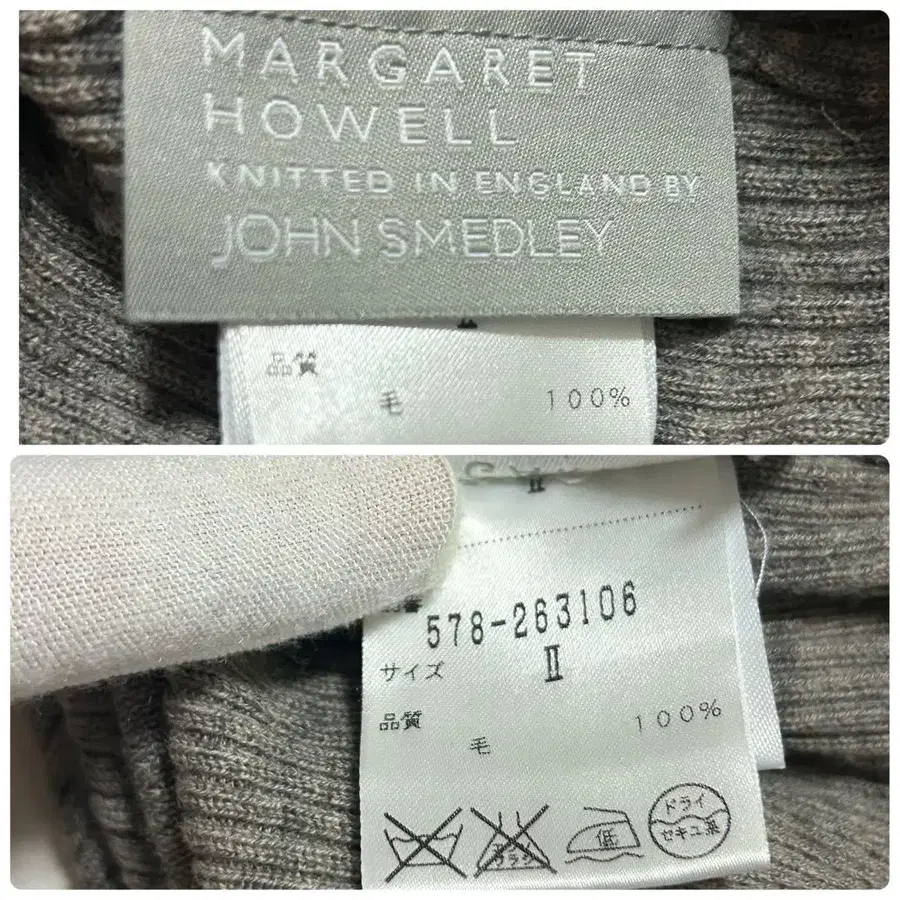 MARGARET
HOWELL
KNITTED IN ENGLAND BY
JOHN SMEDLEY
品質
毛 100%
II
578-263106
サイズ II
品質
毛 100%
低
ドライ
セキユ系